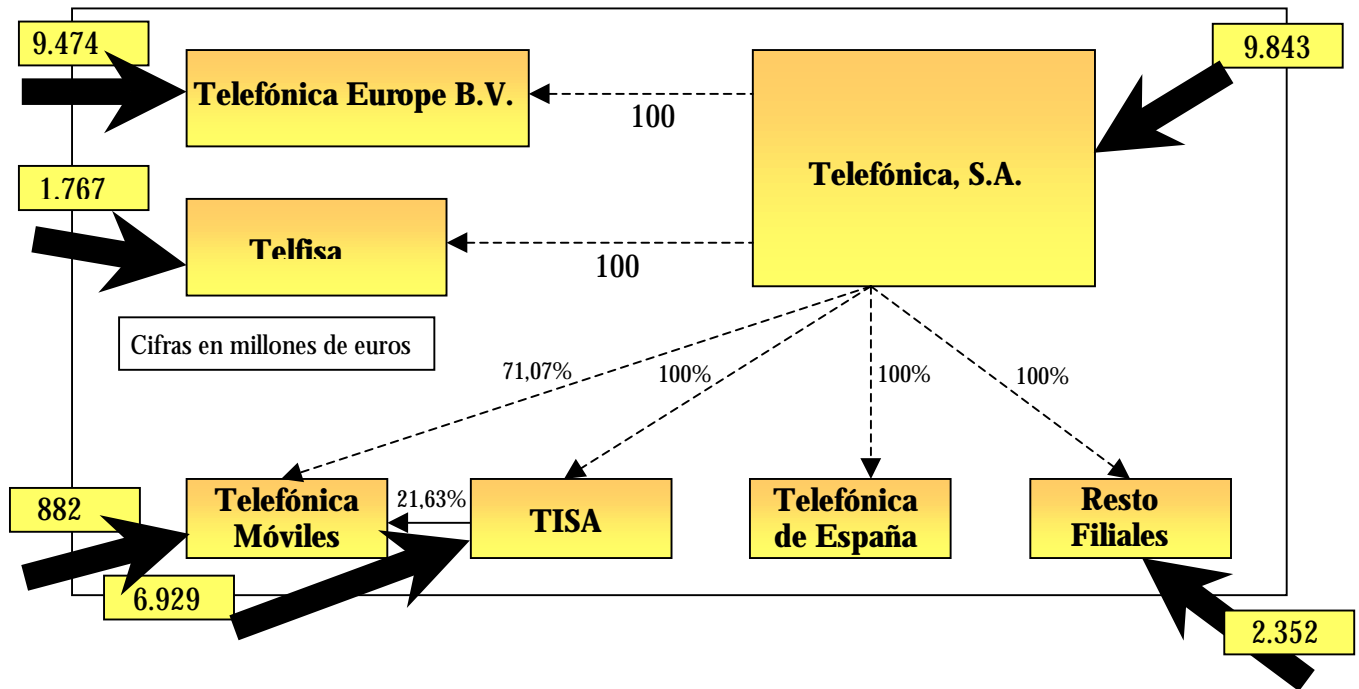 9.474
9.843
Telefónica Europe B.V.
100
Telefónica, S.A.
1.767
Telfisa
100
Cifras en millones de euros
71,07%
100%
100%
100%
882
Telefónica
Móviles
21,63%
TISA
Telefónica
de España
Resto
Filiales
6.929
2.352